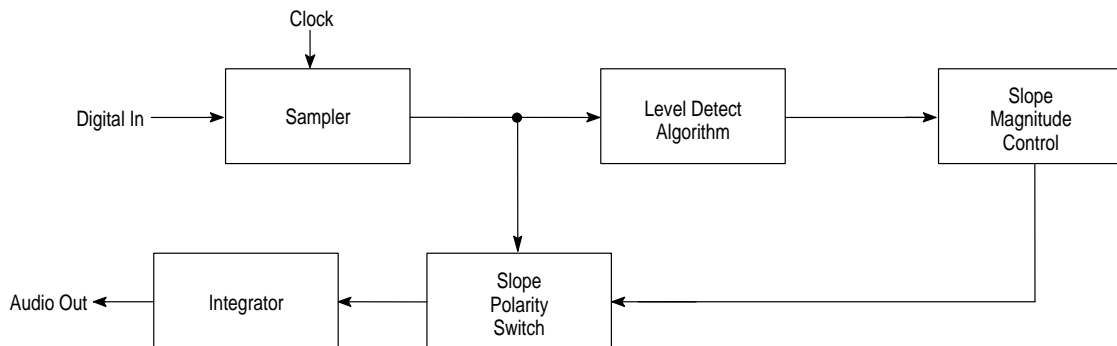 Clock
Digital In
Sampler
Level Detect
Algorithm
Slope
Magnitude
Control
Audio Out
Integrator
Slope
Polarity
Switch